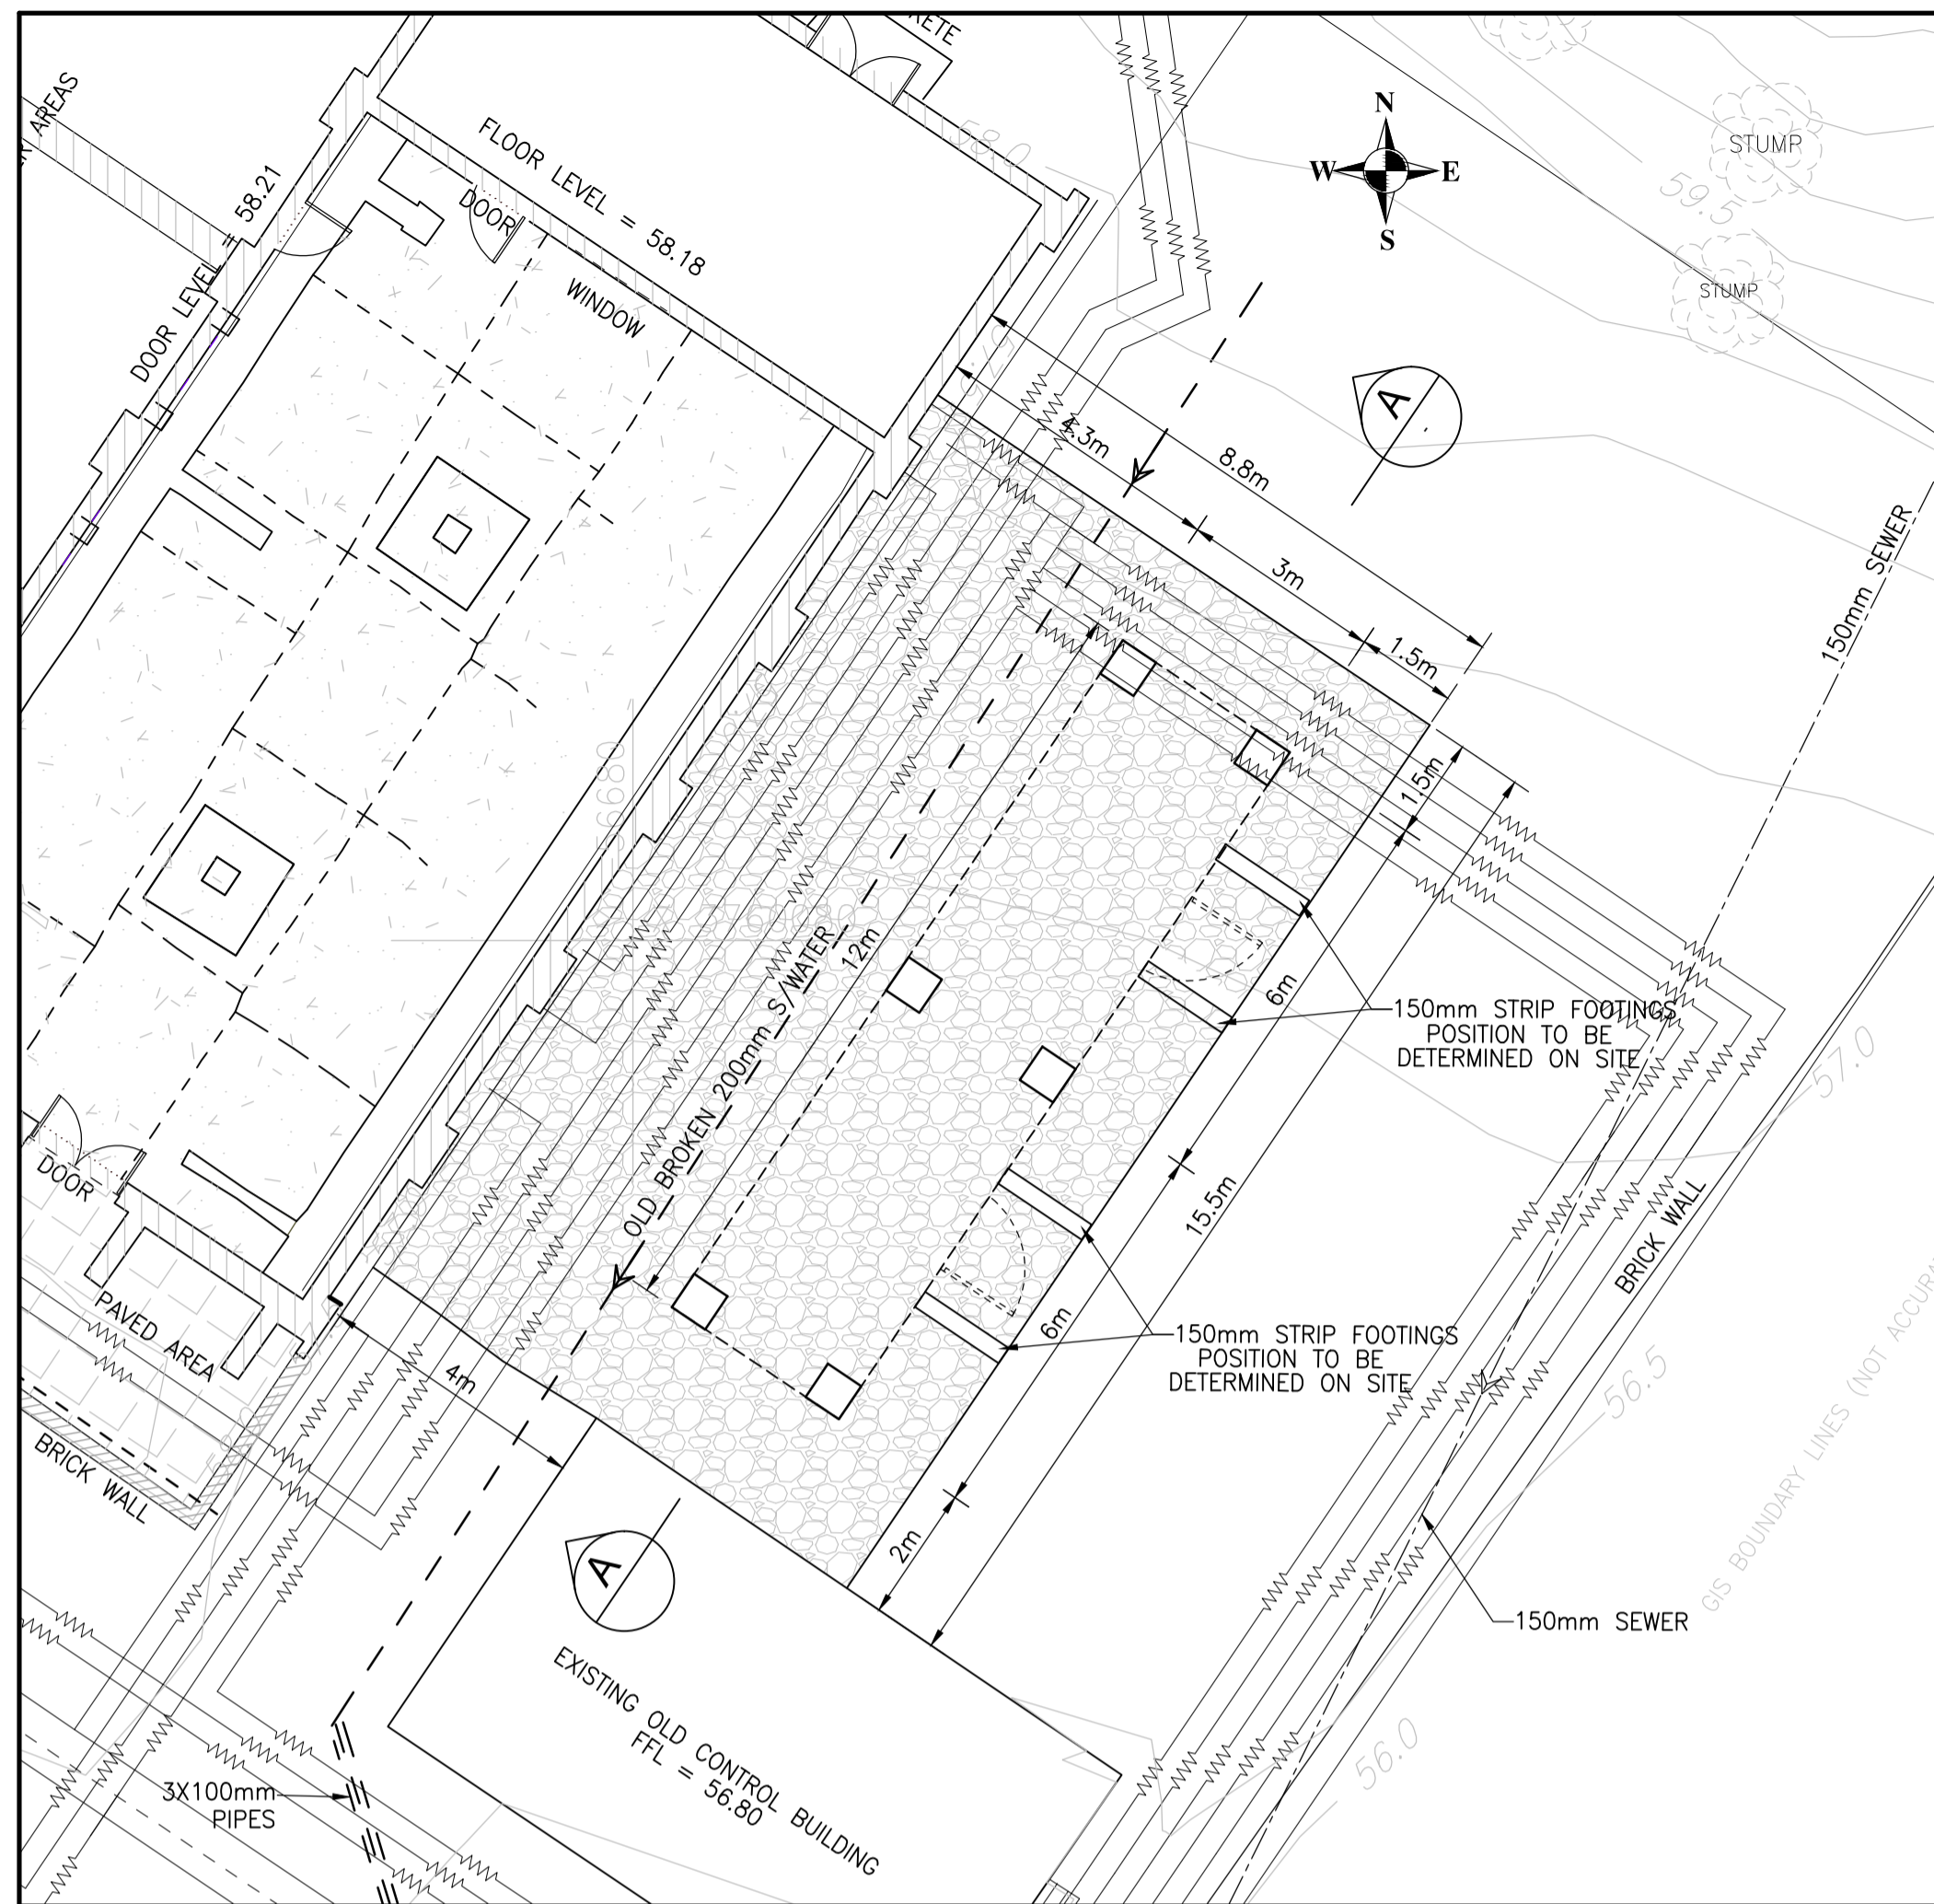 RETE
AREAS
58.0
N
W
E
S
STUMP
59.5
STUMP
FLOOR LEVEL = 58.18
DOOR
WINDOW
DOOR LEVEL = 58.21
A
4.3m
8.8m
3m
1.5m
150mm SEWER
1.5m
12m
OLD BROKEN 200mm S/WATER
6m
150mm STRIP FOOTINGS
POSITION TO BE
DETERMINED ON SITE
57.0
15.5m
BRICK WALL
DOOR
PAVED AREA
BRICK WALL
4m
6m
150mm STRIP FOOTINGS
POSITION TO BE
DETERMINED ON SITE
56.5
GIS BOUNDARY LINES (NOT ACCURA
2m
A
150mm SEWER
EXISTING OLD CONTROL BUILDING
FFL = 56.80
56.0
3X100mm
PIPES